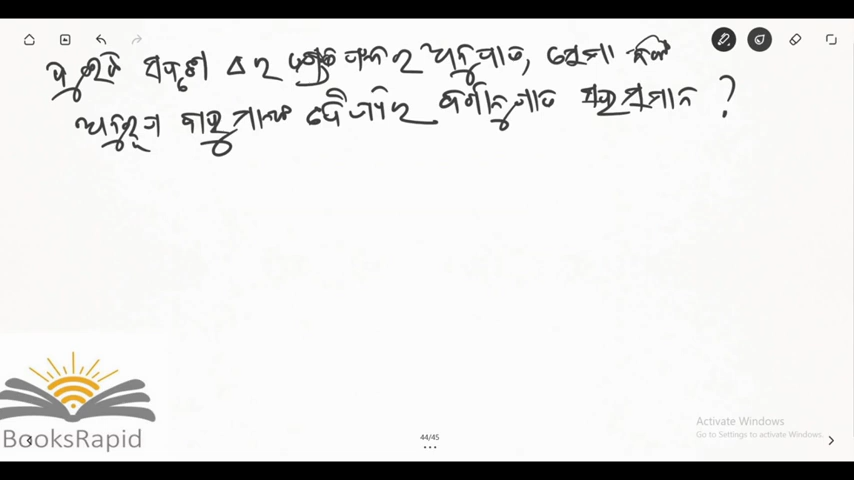 ଦୁଇଟି ସଦୃଶ Δ ର କ୍ଷେତ୍ରଫଳର ଅନୁପାତ, ସେମାନଙ୍କ
ଅନୁରୂପ ବାହୁମାନଙ୍କ ଦୈର୍ଘ୍ୟର ବର୍ଗାନୁପାତ ସହ ସମାନ ?
BooksRapid
44/45
Activate Windows
Go to Settings to activate Windows.